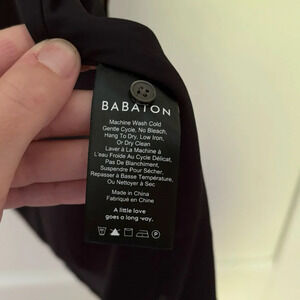 BABATON
Machine Wash Cold
Gentle Cycle, No Bleach,
Hang To Dry, Low Iron,
Or Dry Clean
Laver À La Machine À
L'eau Froide Au Cycle Délicat,
Pas De Blanchiment,
Suspendre Pour Sécher,
Repasser À Basse Température,
Ou Nettoyer À Sec
Made in China
Fabriqué en Chine
A little love
goes a long way.